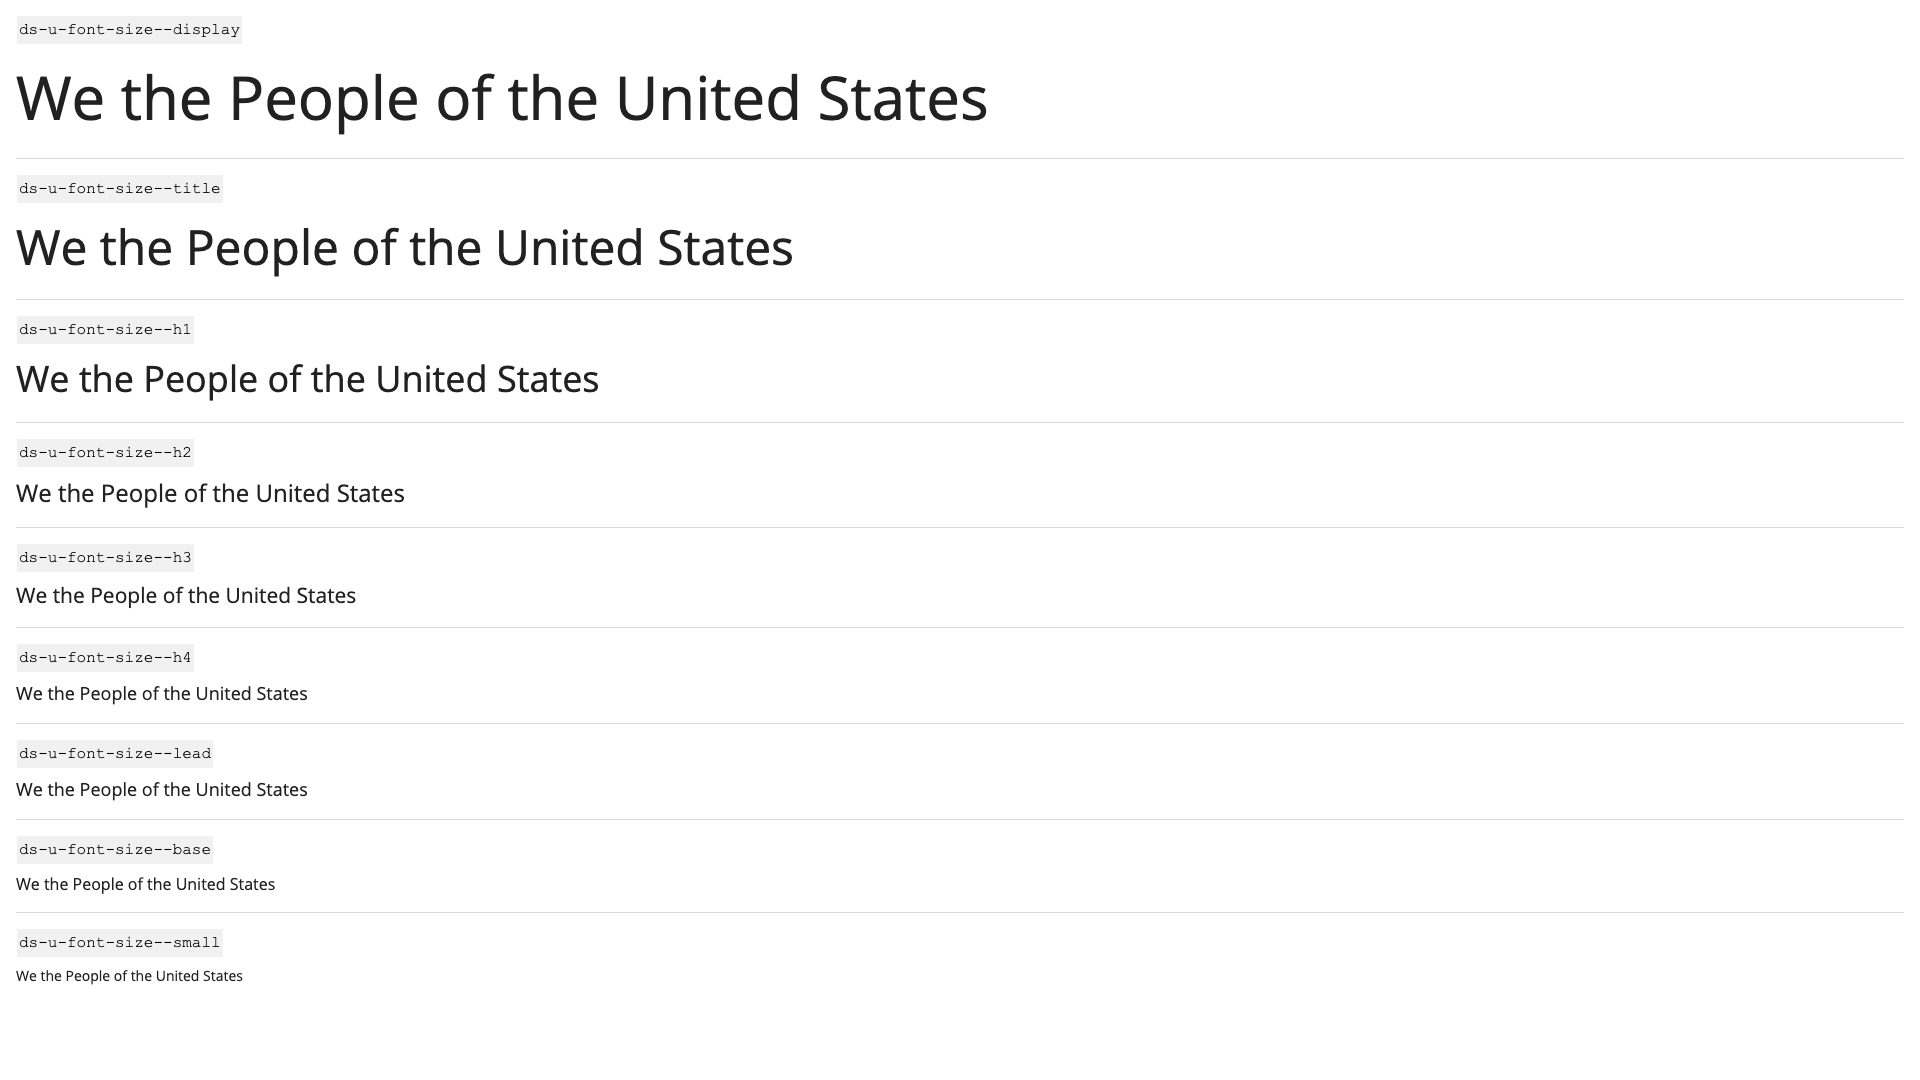 ds-u-font-size--display
We the People of the United States
ds-u-font-size--title
We the People of the United States
ds-u-font-size--h1
We the People of the United States
ds-u-font-size--h2
We the People of the United States
ds-u-font-size--h3
We the People of the United States
ds-u-font-size--h4
We the People of the United States
ds-u-font-size--lead
We the People of the United States
ds-u-font-size--base
We the People of the United States
ds-u-font-size--small
We the People of the United States